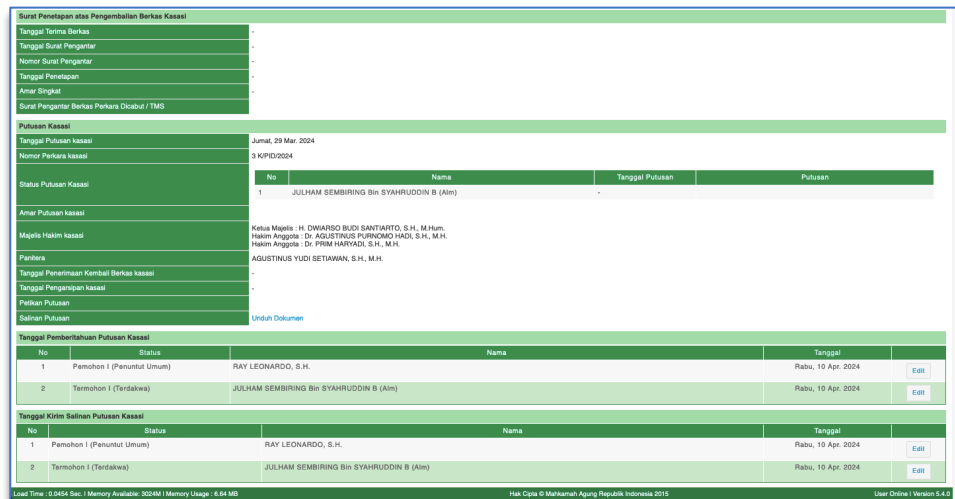 Surat Penetapan atas Pengembalian Berkas Kasasi
Tanggal Terima Berkas -
Tanggal Surat Pengantar -
Nomor Surat Pengantar -
Tanggal Penetapan -
Amar Singkat -
Surat Pengantar Berkas Perkara Dicabut / TMS
Putusan Kasasi
Tanggal Putusan kasasi Jumat, 29 Mar. 2024
Nomor Perkara kasasi 3 K/PID/2024
Status Putusan Kasasi
No Nama Tanggal Putusan Putusan
1 JULHAM SEMBIRING Bin SYAHRUDDIN B (Alm) -
Amar Putusan kasasi
Majelis Hakim kasasi
Ketua Majelis : H. DWIARSO BUDI SANTIARTO, S.H., M.Hum.
Hakim Anggota : Dr. AGUSTINUS PURNOMO HADI, S.H., M.H.
Hakim Anggota : Dr. PRIM HARYADI, S.H., M.H.
Panitera AGUSTINUS YUDI SETIAWAN, S.H., M.H.
Tanggal Penerimaan Kembali Berkas kasasi -
Tanggal Pengarsipan kasasi -
Petikan Putusan
Salinan Putusan Unduh Dokumen
Tanggal Pemberitahuan Putusan Kasasi
No Status Nama Tanggal
1 Pemohon I (Penuntut Umum) RAY LEONARDO, S.H. Rabu, 10 Apr. 2024 Edit
2 Termohon I (Terdakwa) JULHAM SEMBIRING Bin SYAHRUDDIN B (Alm) Rabu, 10 Apr. 2024 Edit
Tanggal Kirim Salinan Putusan Kasasi
No Status Nama Tanggal
1 Pemohon I (Penuntut Umum) RAY LEONARDO, S.H. Rabu, 10 Apr. 2024 Edit
2 Termohon I (Terdakwa) JULHAM SEMBIRING Bin SYAHRUDDIN B (Alm) Rabu, 10 Apr. 2024 Edit
Load Time : 0.0454 Sec. I Memory Available: 3024M I Memory Usage : 6.64 MB Hak Cipta © Mahkamah Agung Republik Indonesia 2015 User Online I Version 5.4.0